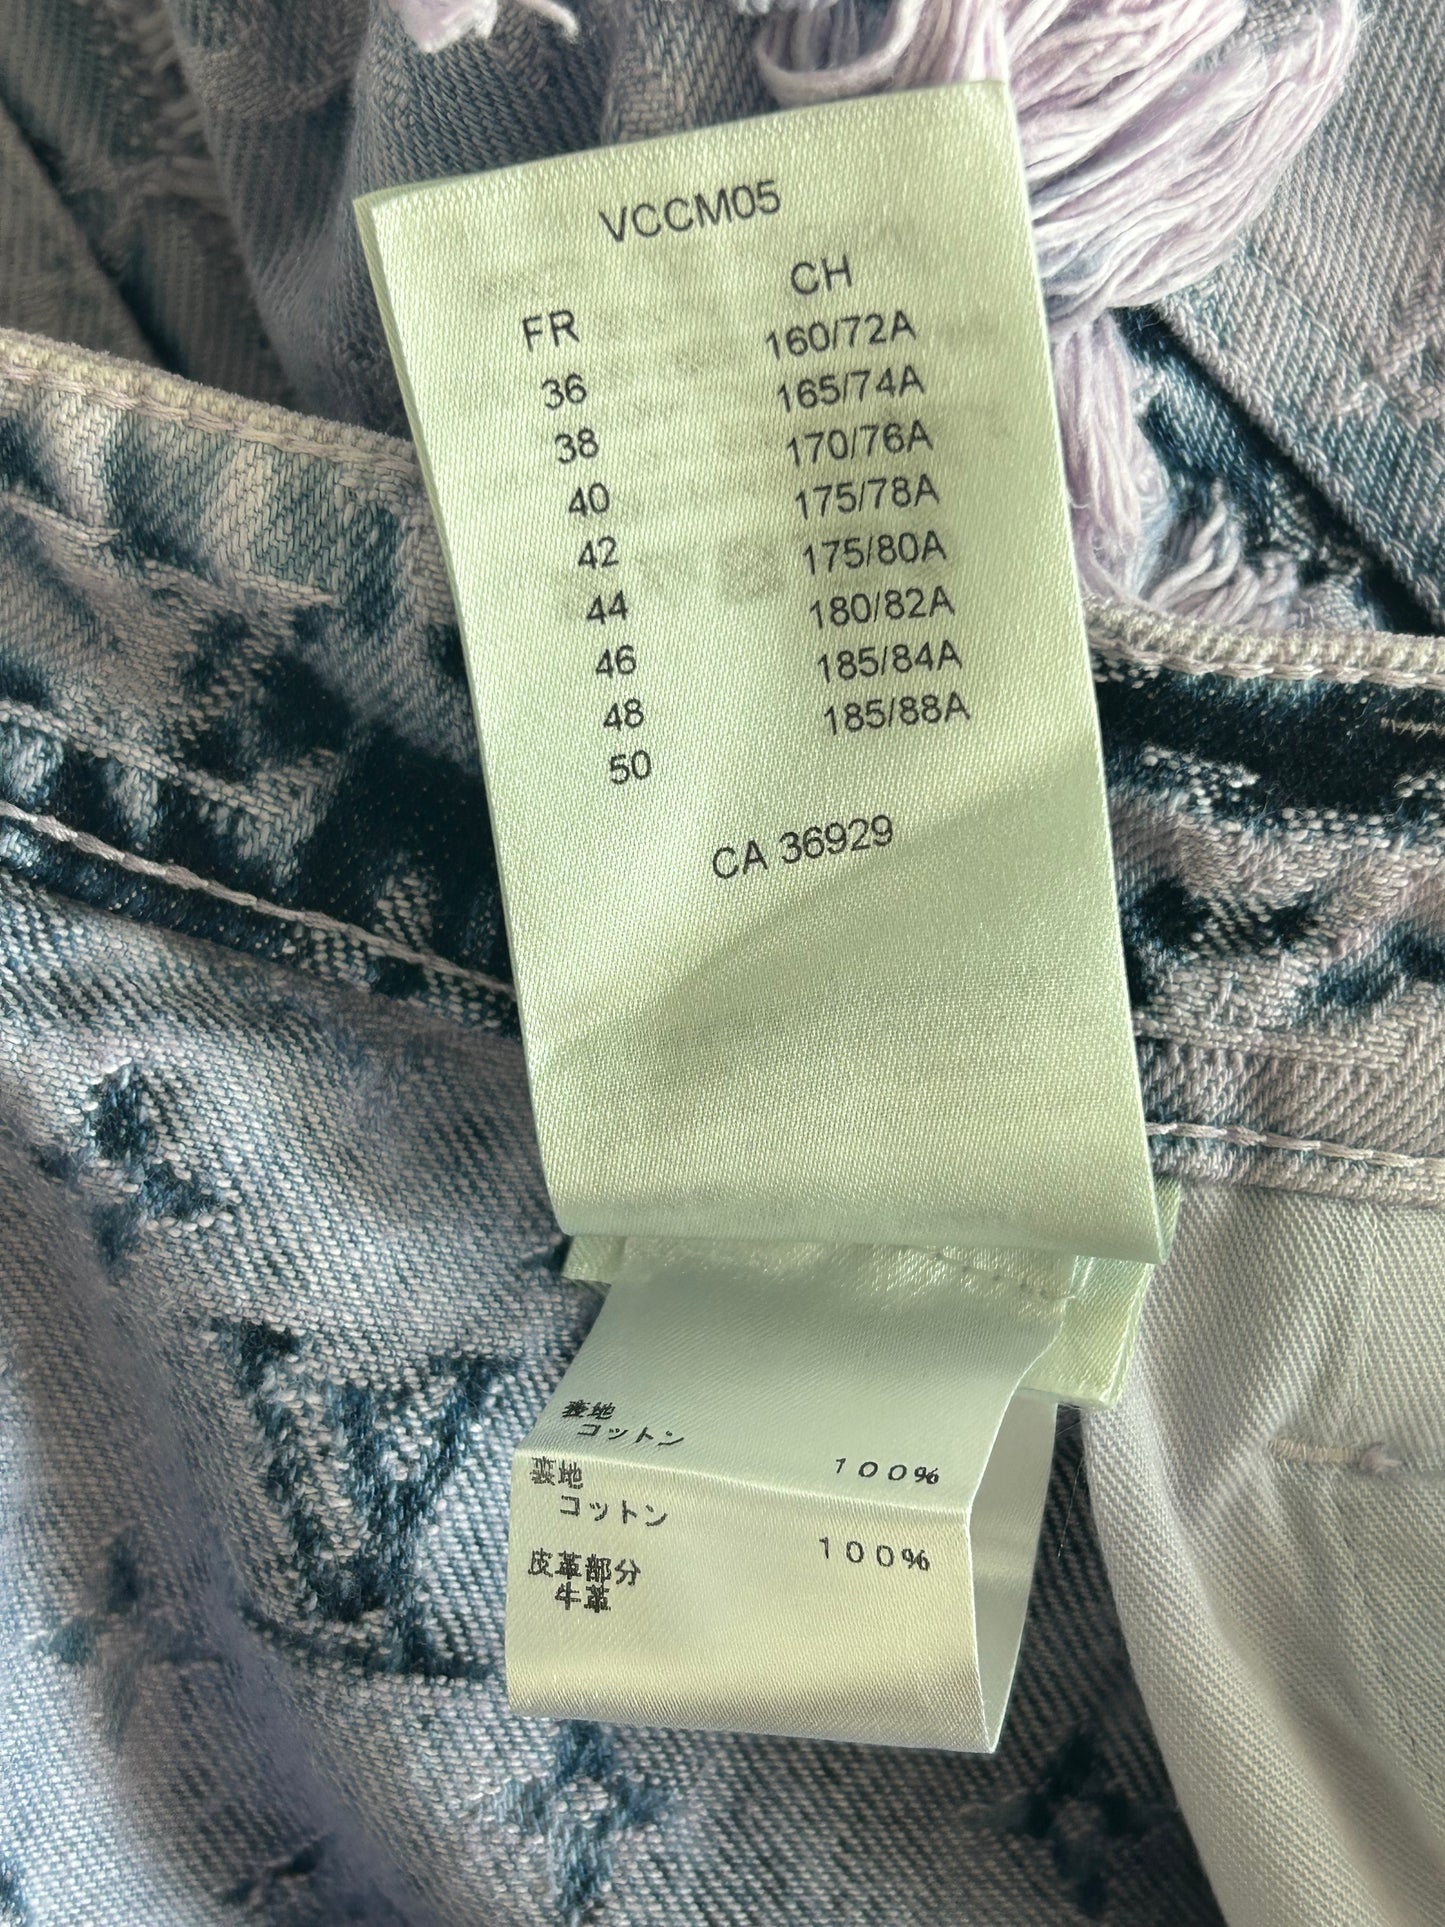 VCCM05
FR CH
36 160/72A
38 165/74A
40 170/76A
42 175/78A
44 175/80A
46 180/82A
48 185/84A
50 185/88A
CA 36929
表地
コットン 100%
裏地
コットン 100%
皮革部分
牛革